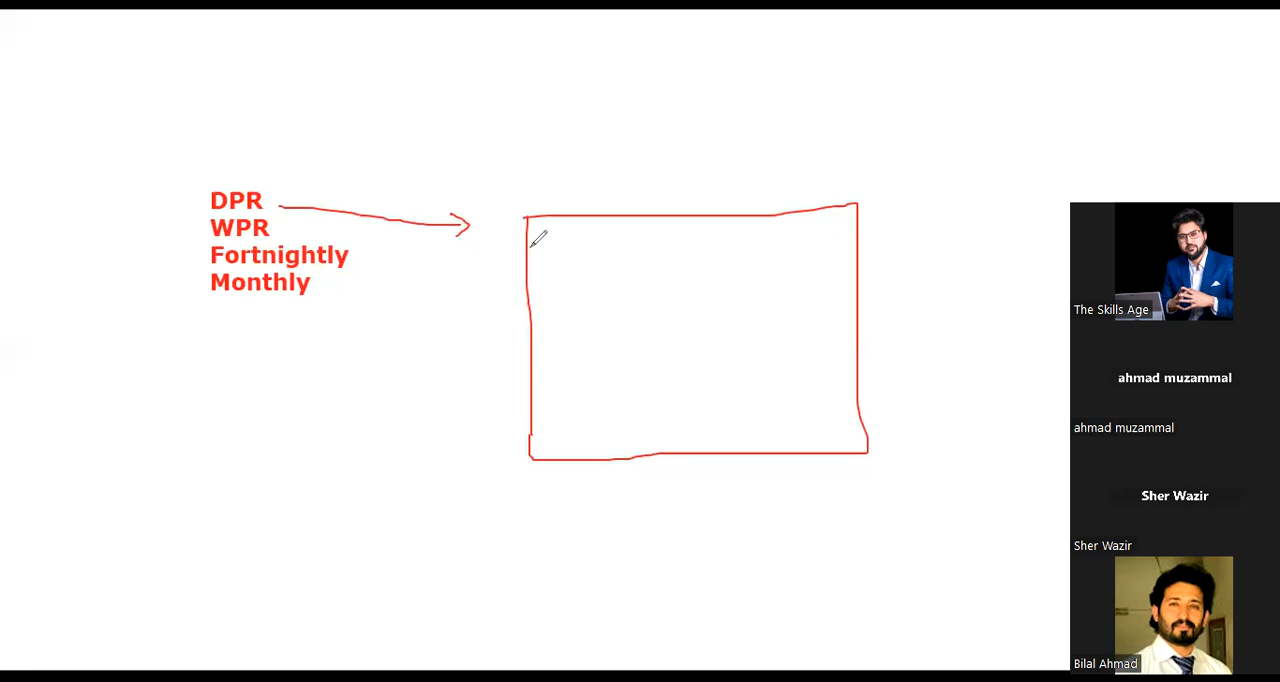 DPR
WPR
Fortnightly
Monthly
The Skills Age
ahmad muzammal
ahmad muzammal
Sher Wazir
Sher Wazir
Bilal Ahmad